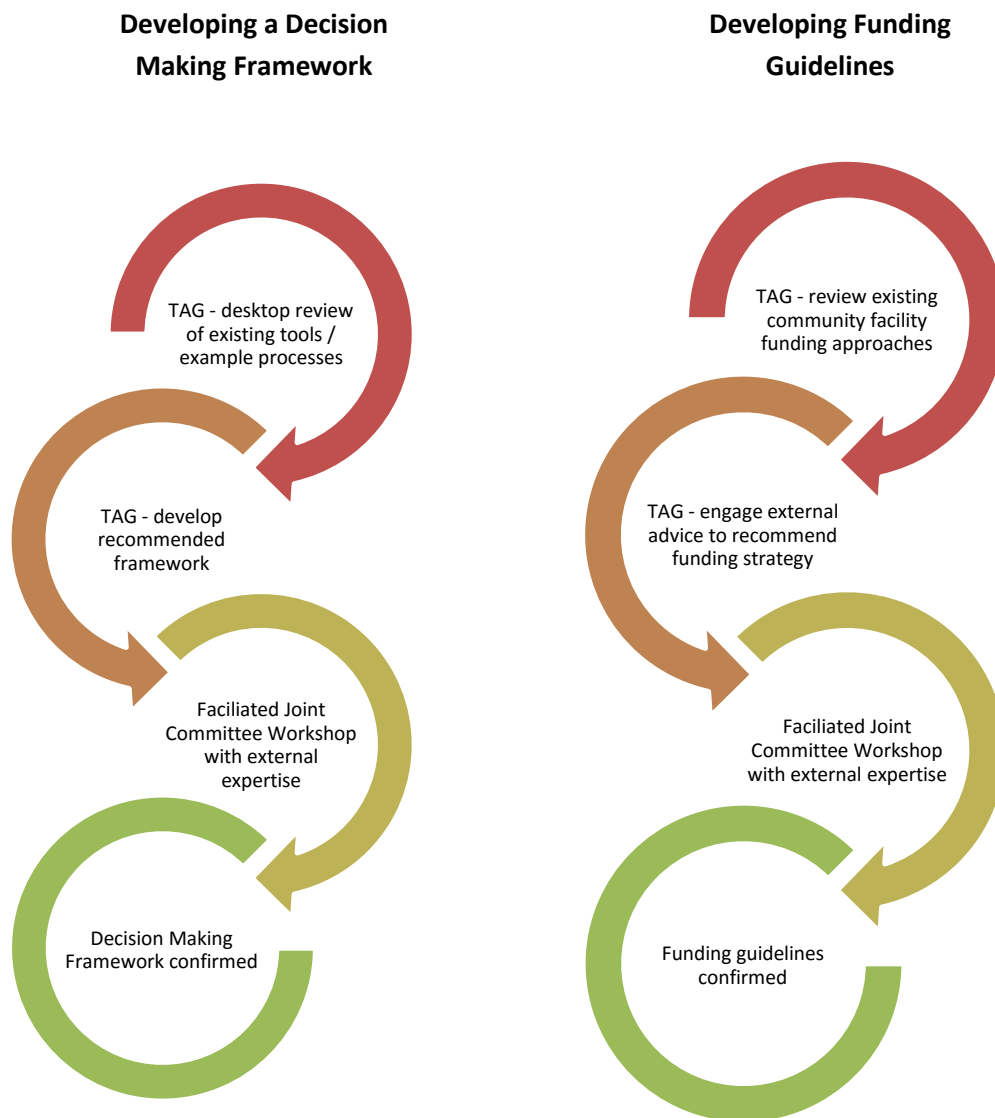 Developing a Decision
Making Framework
TAG - desktop review
of existing tools /
example processes
TAG - develop
recommended
framework
Faciliated Joint
Committee Workshop
with external
expertise
Decision Making
Framework confirmed
Developing Funding
Guidelines
TAG - review existing
community facility
funding approaches
TAG - engage external
advice to recommend
funding strategy
Faciliated Joint
Committee Workshop
with external expertise
Funding guidelines
confirmed